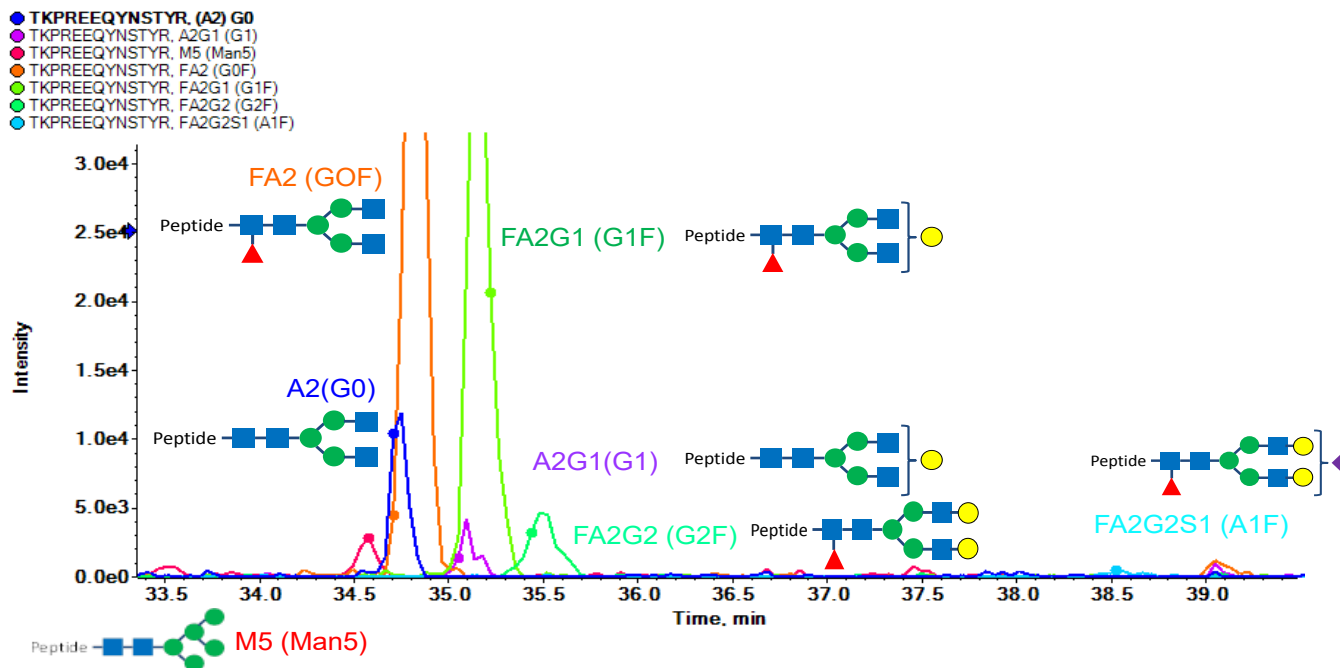 TKPREEQYNSTYR, (A2) G0
TKPREEQYNSTYR, A2G1 (G1)
TKPREEQYNSTYR, M5 (Man5)
TKPREEQYNSTYR, FA2 (G0F)
TKPREEQYNSTYR, FA2G1 (G1F)
TKPREEQYNSTYR, FA2G2 (G2F)
TKPREEQYNSTYR, FA2G2S1 (A1F)
3.0e4
2.5e4
2.0e4
1.5e4
1.0e4
5.0e3
0.0e0
Intensity
FA2 (GOF)
Peptide
FA2G1 (G1F)
Peptide
A2(G0)
Peptide
A2G1(G1)
Peptide
FA2G2 (G2F)
Peptide
Peptide
FA2G2S1 (A1F)
33.5 34.0 34.5 35.0 35.5 36.0 36.5 37.0 37.5 38.0 38.5 39.0
Time, min
Peptide
M5 (Man5)